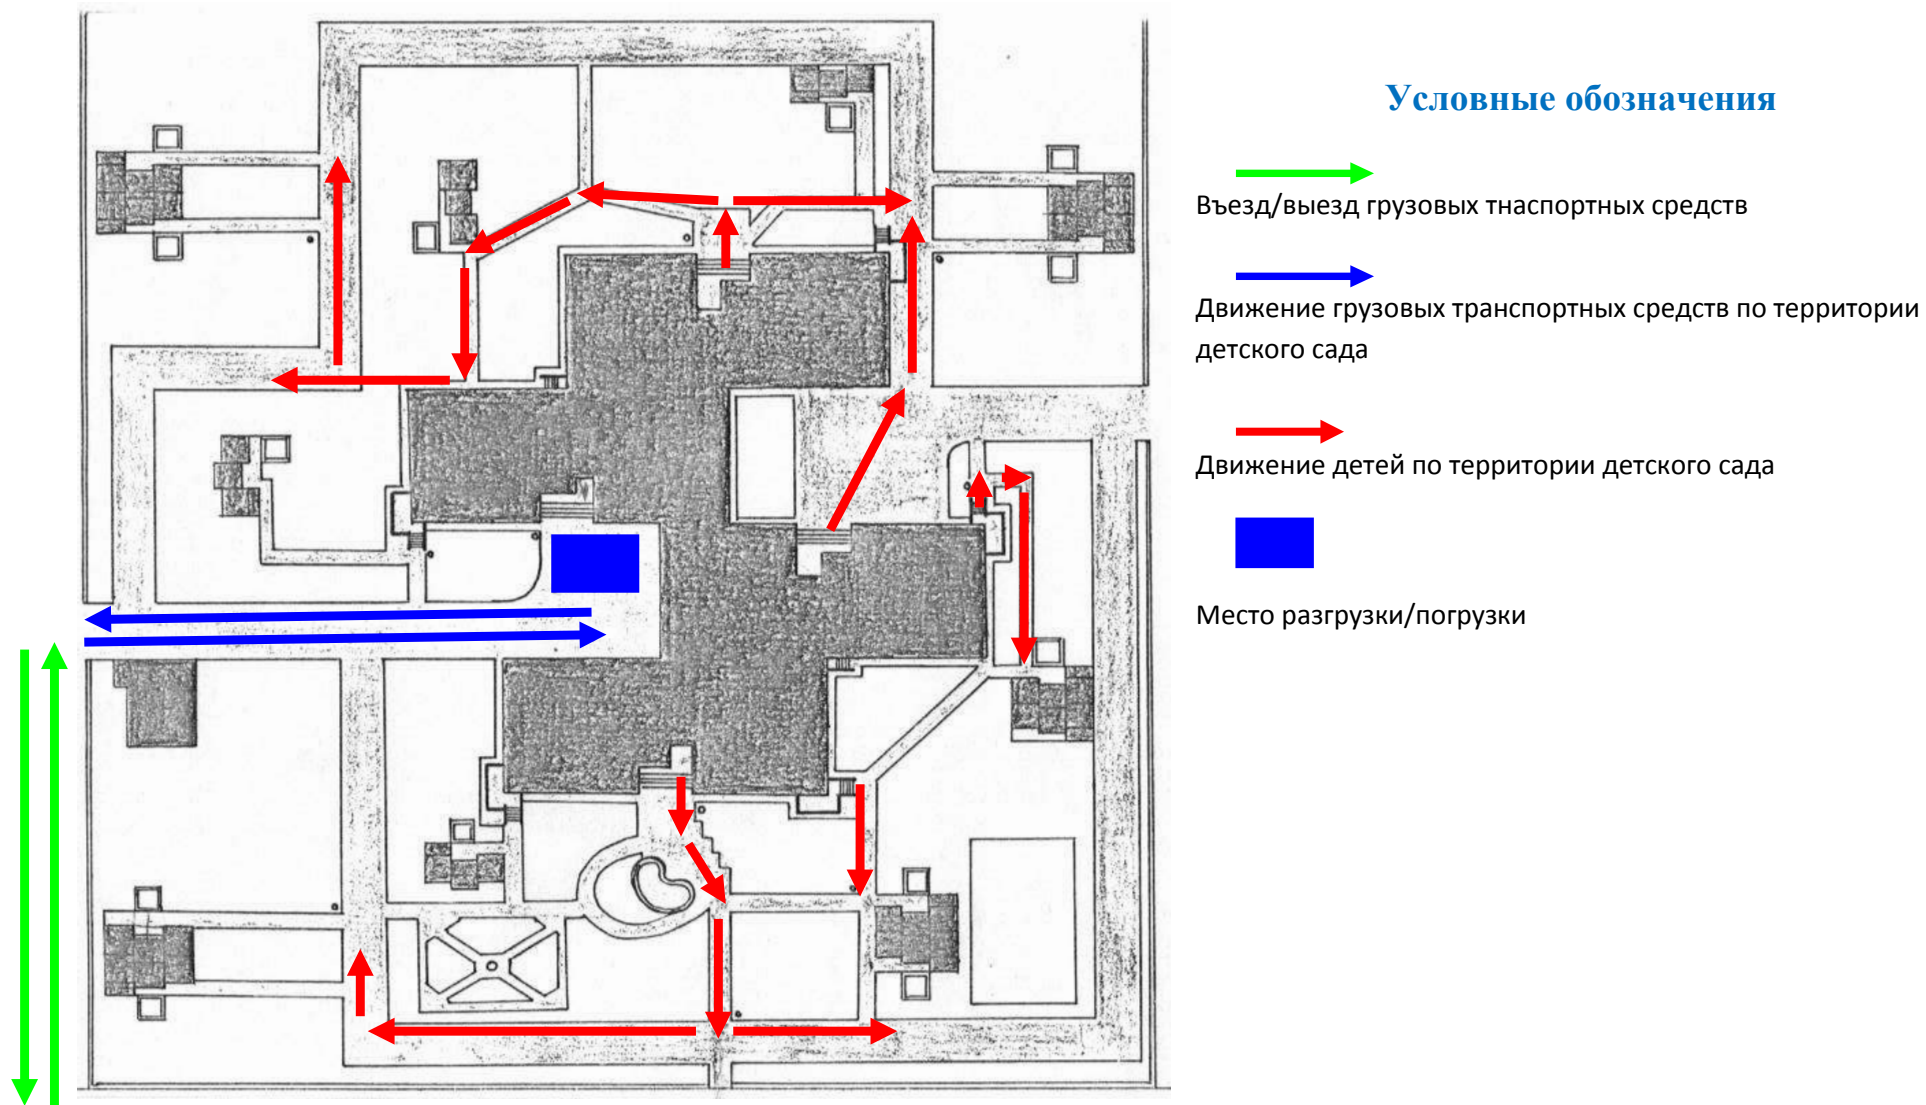 Условные обозначения
Въезд/выезд грузовых тнаспортных средств
Движение грузовых транспортных средств по территории
детского сада
Движение детей по территории детского сада
Место разгрузки/погрузки